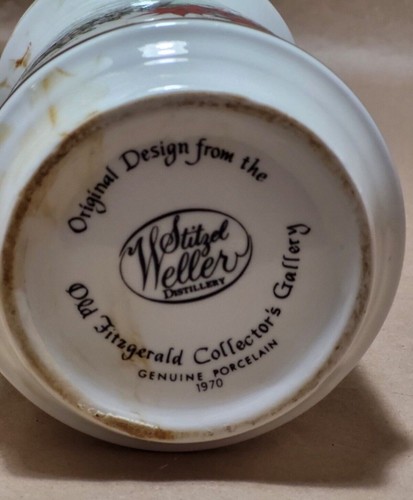 Original Design from the
Stitzel
Weller
DISTILLERY
Old Fitzgerald Collector's Gallery
GENUINE PORCELAIN
1970